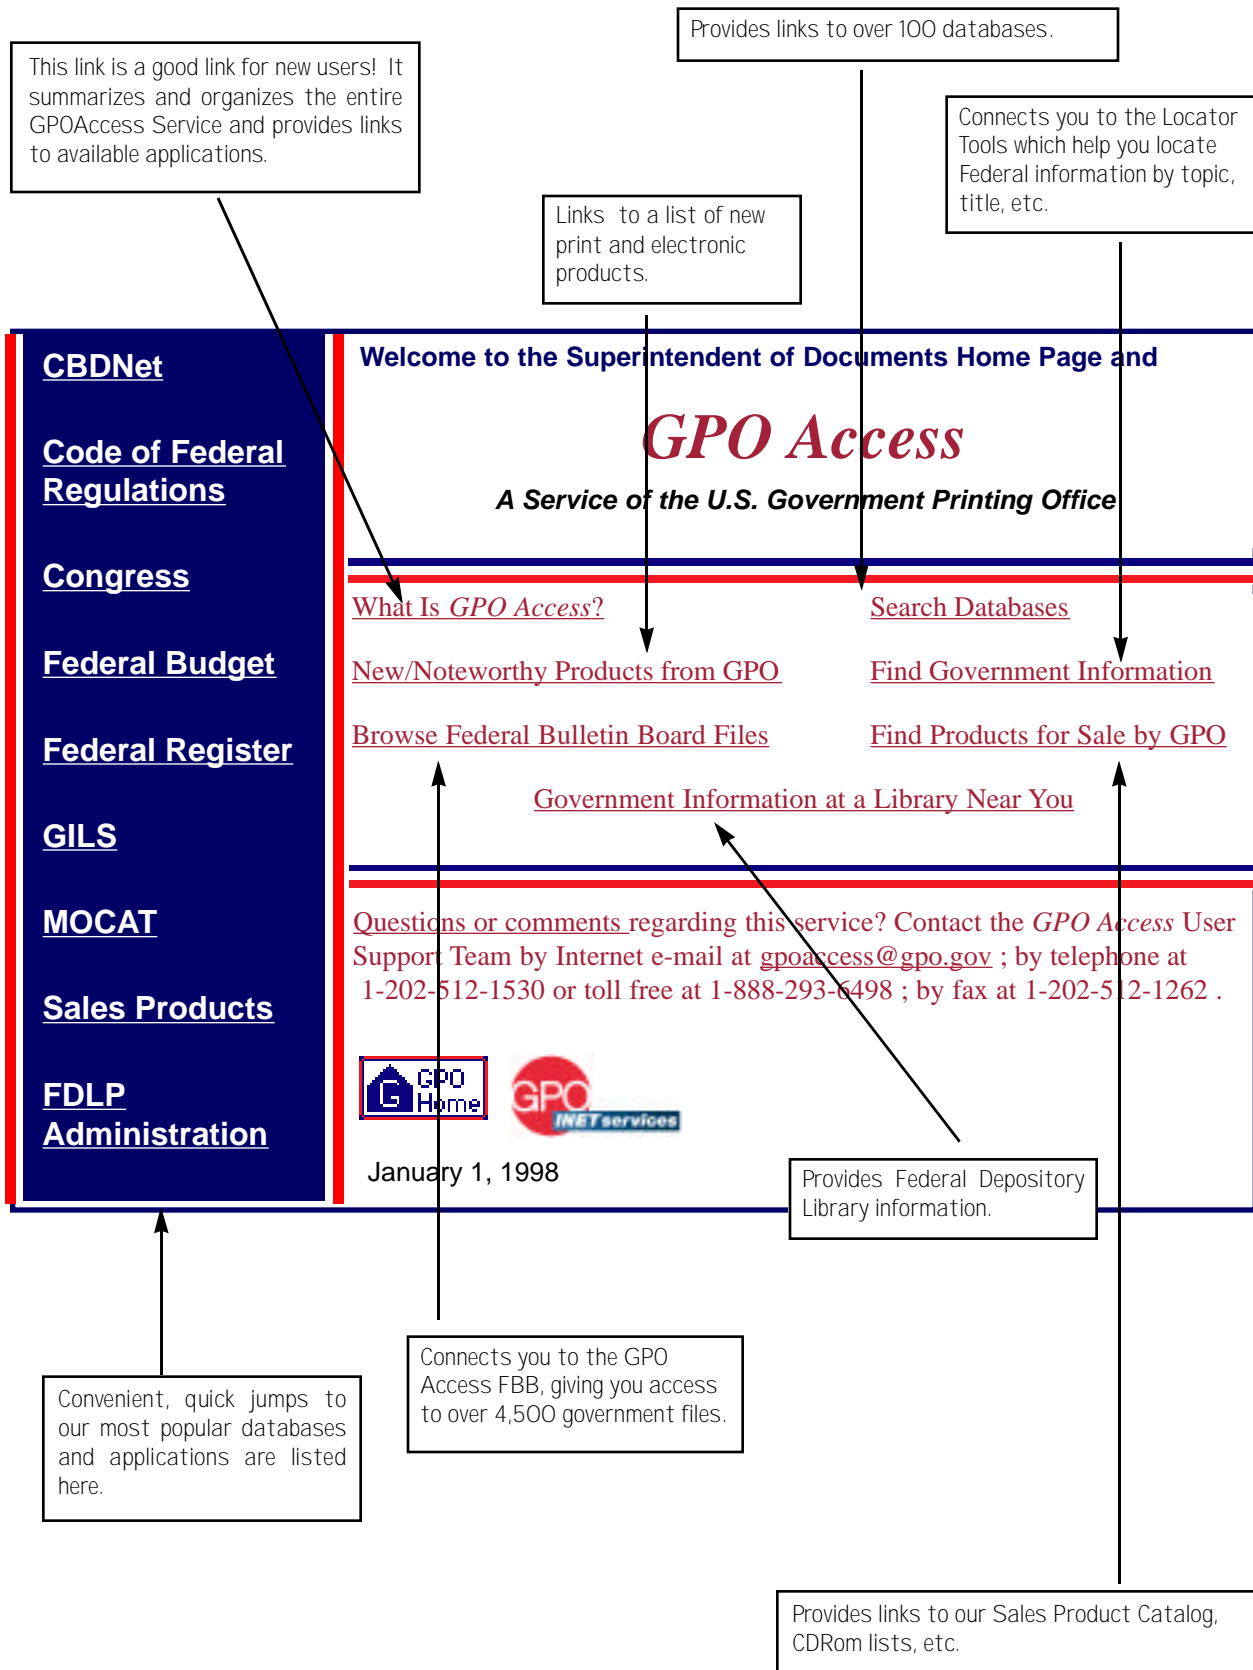 Provides links to over 100 databases.
This link is a good link for new users! It
summarizes and organizes the entire
GPOAccess Service and provides links
to available applications.
Connects you to the Locator
Tools which help you locate
Federal information by topic,
title, etc.
Links to a list of new
print and electronic
products.
CBDNet
Code of Federal
Regulations
Congress
Federal Budget
Federal Register
GILS
MOCAT
Sales Products
FDLP
Administration
Welcome to the Superintendent of Documents Home Page and
GPO Access
A Service of the U.S. Government Printing Office
What Is GPO Access?
Search Databases
New/Noteworthy Products from GPO
Find Government Information
Browse Federal Bulletin Board Files
Find Products for Sale by GPO
Government Information at a Library Near You
Questions or comments regarding this service? Contact the GPO Access User
Support Team by Internet e-mail at gpoaccess@gpo.gov ; by telephone at
1-202-512-1530 or toll free at 1-888-293-6498 ; by fax at 1-202-512-1262 .
G GPO
Home
GPO
INET services
January 1, 1998
Provides Federal Depository
Library information.
Connects you to the GPO
Access FBB, giving you access
to over 4,500 government files.
Convenient, quick jumps to
our most popular databases
and applications are listed
here.
Provides links to our Sales Product Catalog,
CDRom lists, etc.